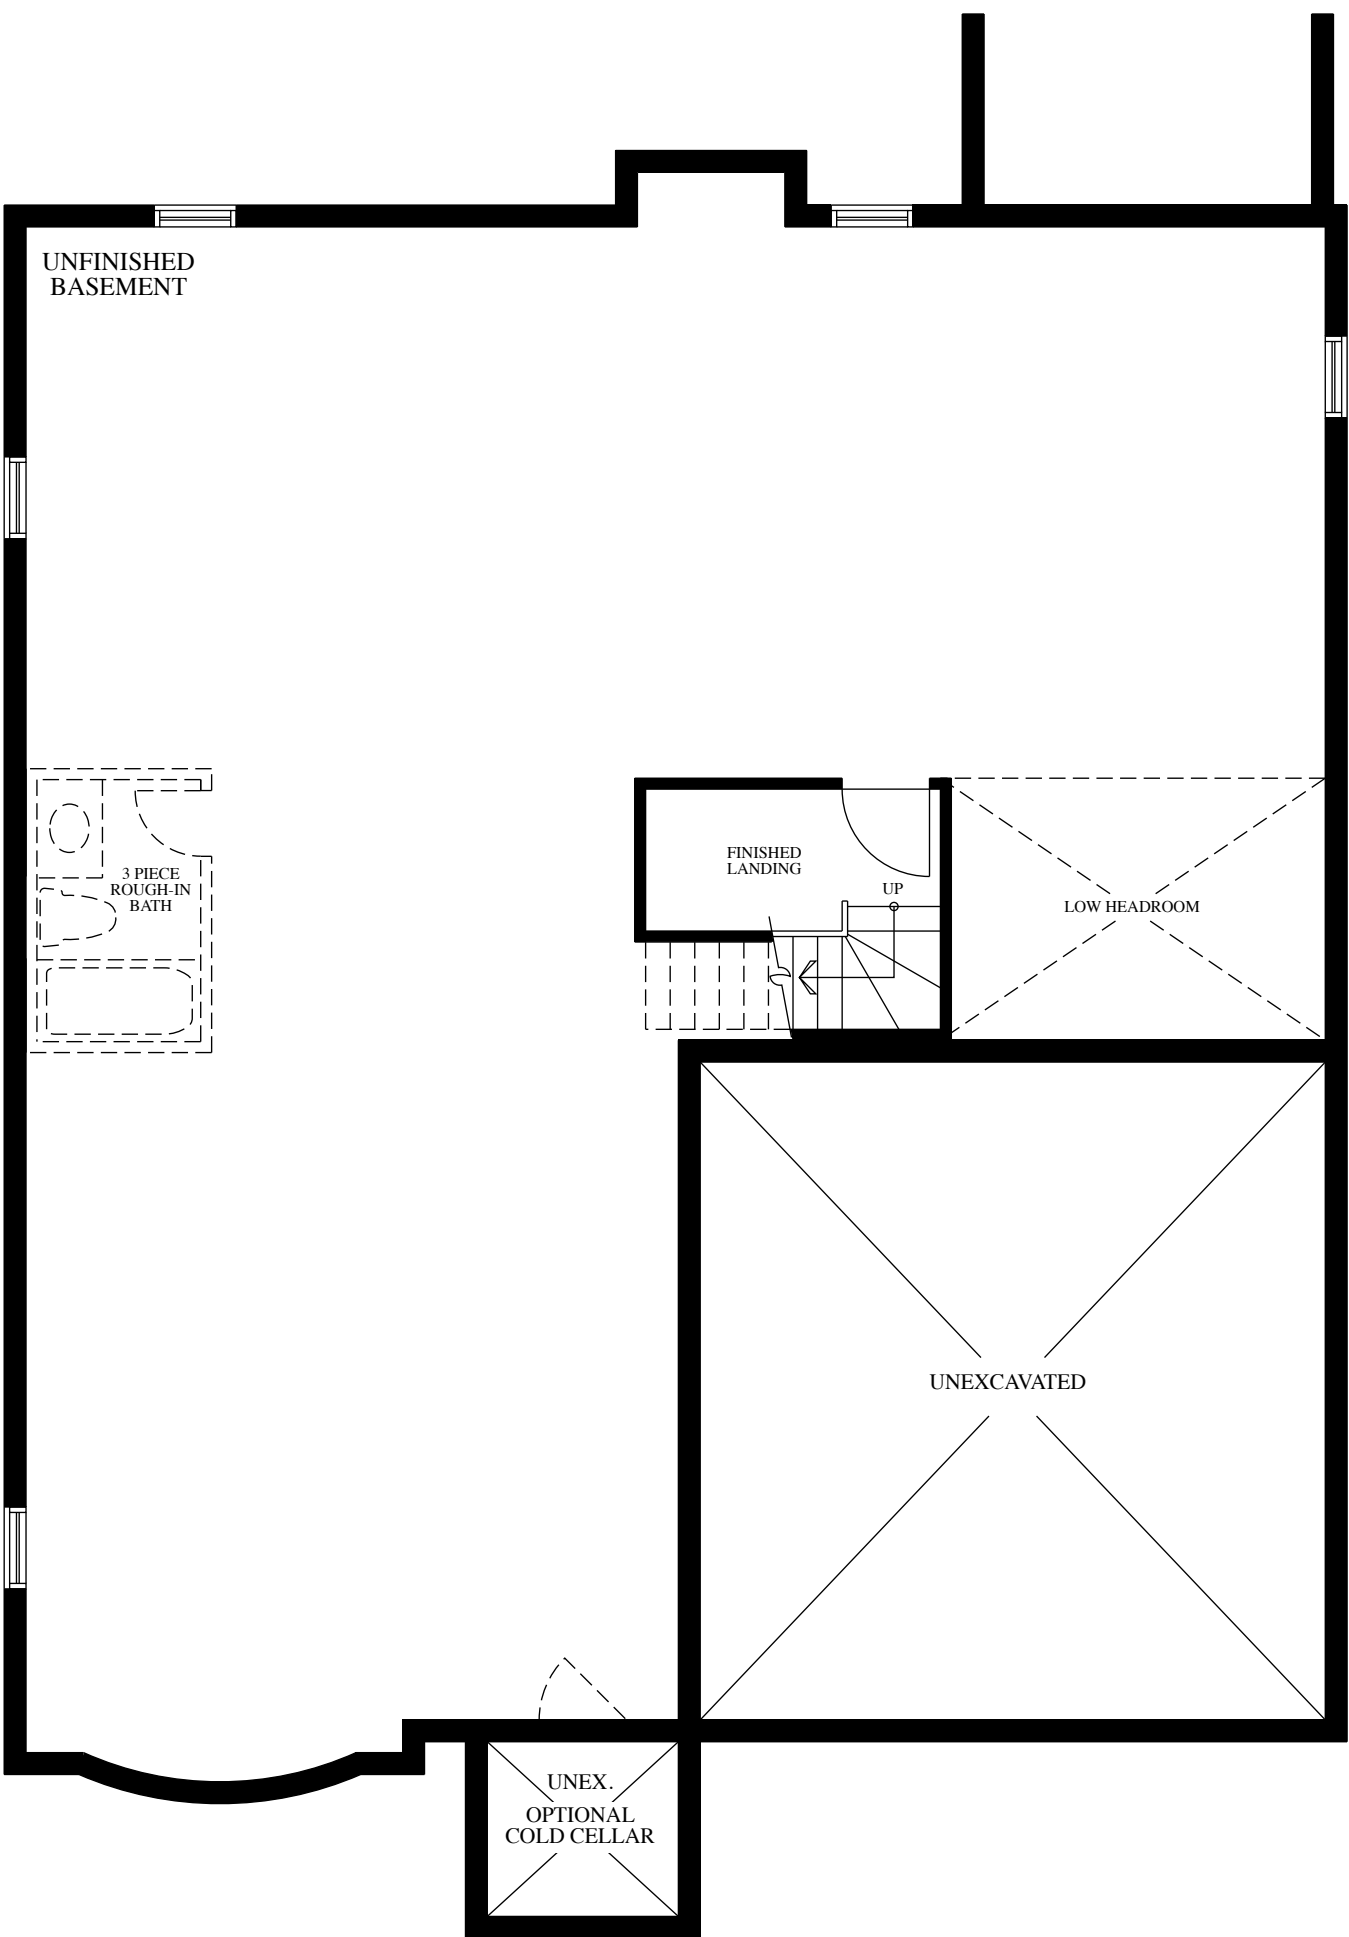 UNFINISHED
BASEMENT
3 PIECE
ROUGH-IN
BATH
FINISHED
LANDING
UP
LOW HEADROOM
UNEXCAVATED
UNEX.
OPTIONAL
COLD CELLAR